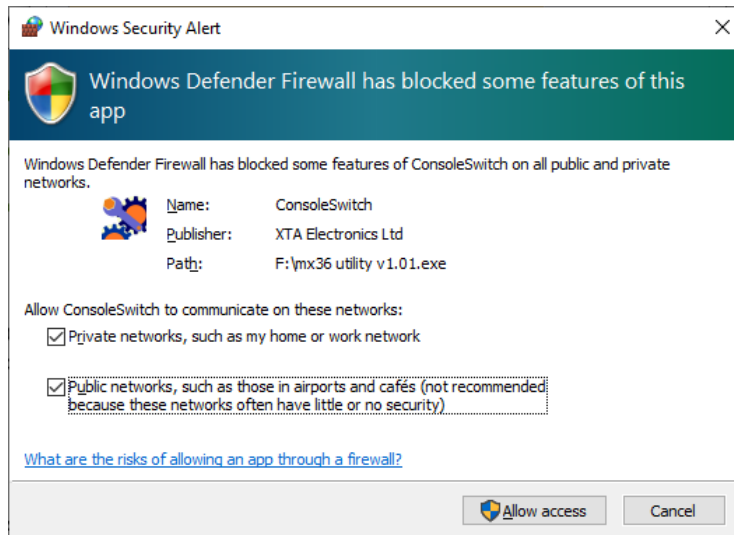 Windows Security Alert
Windows Defender Firewall has blocked some features of this
app
Windows Defender Firewall has blocked some features of ConsoleSwitch on all public and private
networks.
Name: ConsoleSwitch
Publisher: XTA Electronics Ltd
Path: F:\mx36 utility v1.01.exe
Allow ConsoleSwitch to communicate on these networks:
Private networks, such as my home or work network
Public networks, such as those in airports and cafés (not recommended
because these networks often have little or no security)
What are the risks of allowing an app through a firewall?
Allow access Cancel